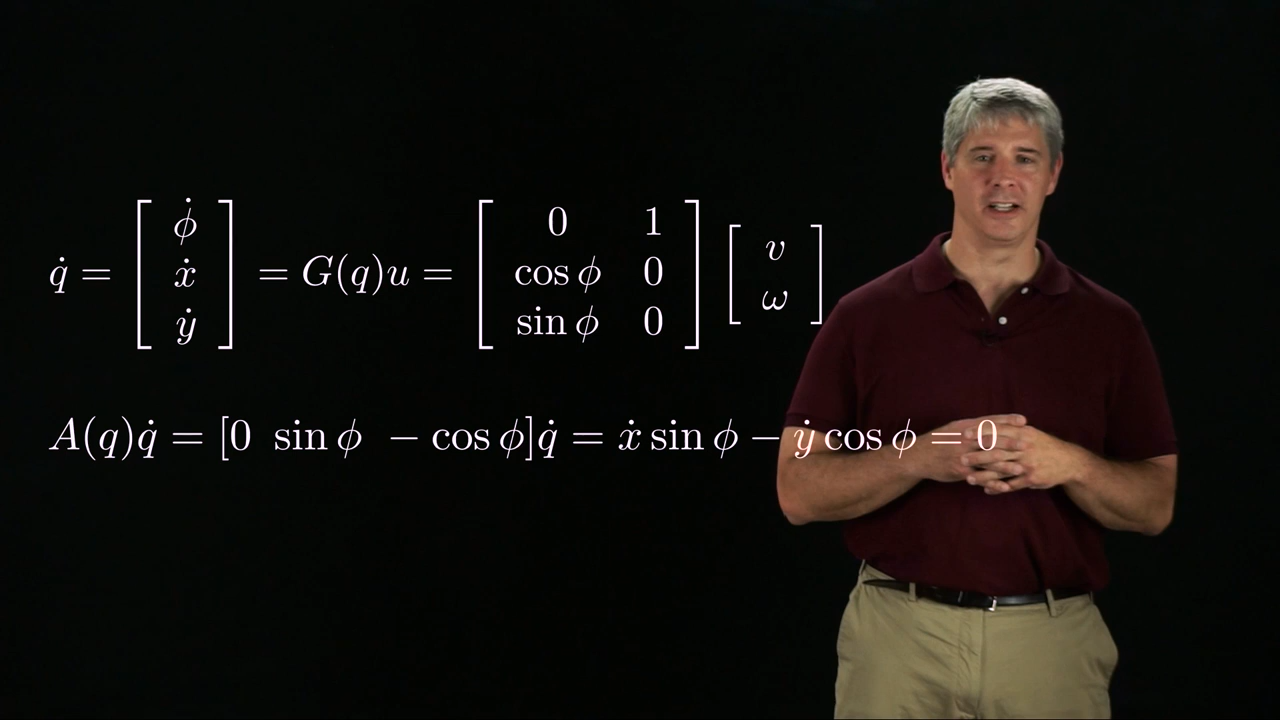 q̇ = [ φ̇ ẋ ẏ ] = G(q)u = [ 0 1 cos ϕ 0 sin ϕ 0 ] [ v ω ]
A(q)q̇ = [0 sin ϕ − cos ϕ]q̇ = ẋ sin ϕ − ẏ cos ϕ = 0